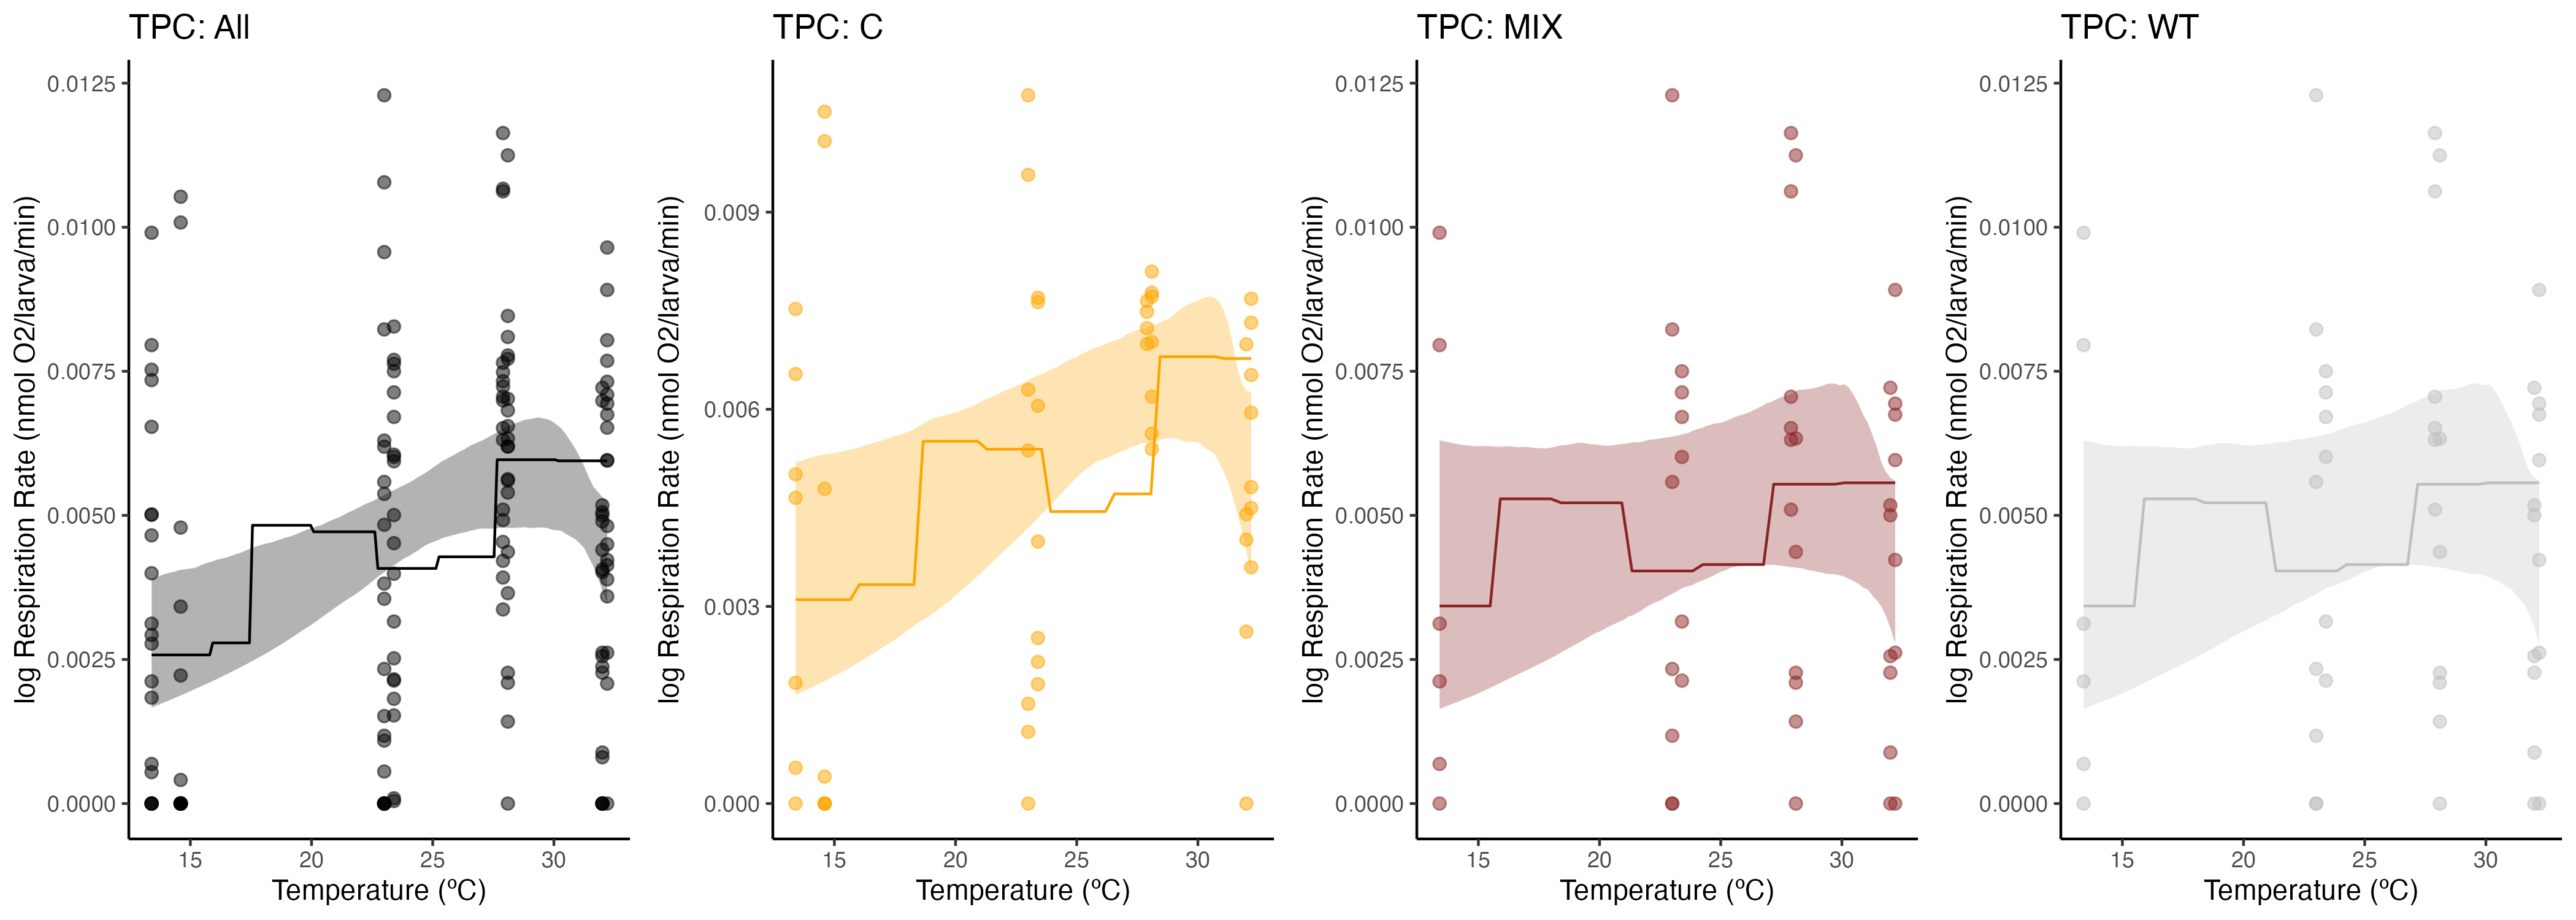 TPC: All
log Respiration Rate (nmol O2/larva/min)
0.0125
0.0100
0.0075
0.0050
0.0025
0.0000
15 20 25 30
Temperature (ºC)
TPC: C
log Respiration Rate (nmol O2/larva/min)
0.009
0.006
0.003
0.000
15 20 25 30
Temperature (ºC)
TPC: MIX
log Respiration Rate (nmol O2/larva/min)
0.0125
0.0100
0.0075
0.0050
0.0025
0.0000
15 20 25 30
Temperature (ºC)
TPC: WT
log Respiration Rate (nmol O2/larva/min)
0.0125
0.0100
0.0075
0.0050
0.0025
0.0000
15 20 25 30
Temperature (ºC)